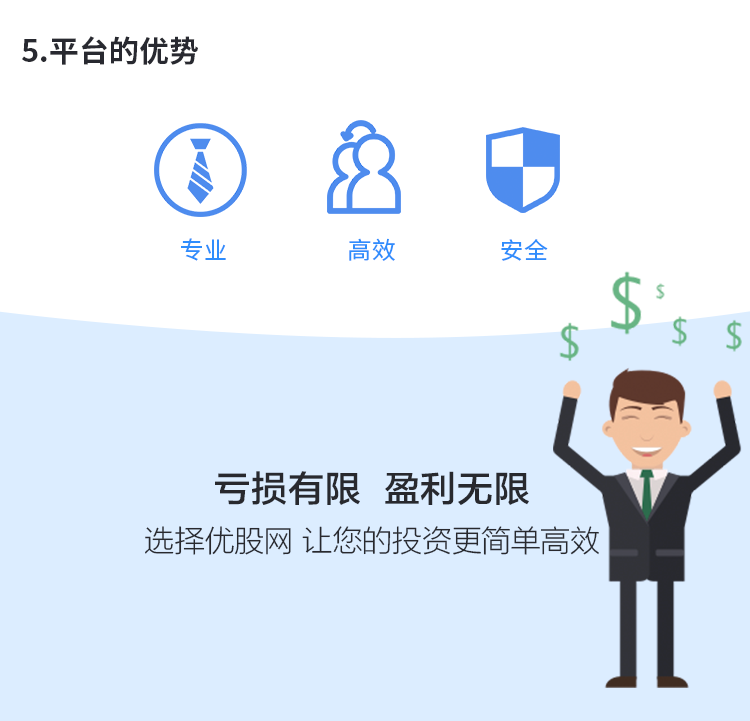 5.平台的优势
专业 高效 安全
$ $
$ $ $
亏损有限 盈利无限
选择优股网 让您的投资更简单高效